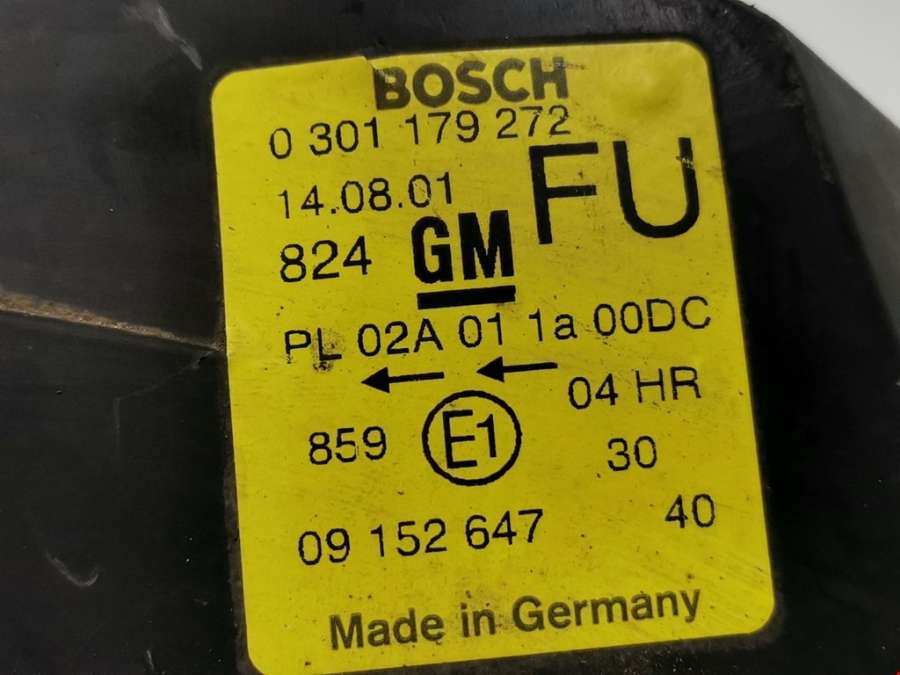 BOSCH
0 301 179 272
14.08.01 FU
824 GM
PL 02A 01 1a 00DC
04 HR
859 E1 30
09 152 647 40
Made in Germany